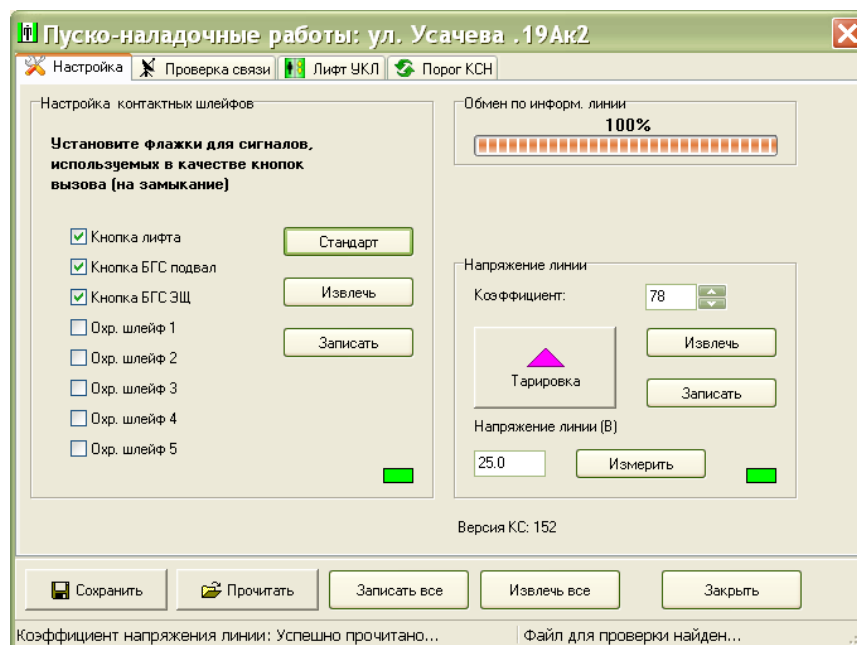 Пуско-наладочные работы: ул. Усачева .19Ак2
Настройка
Проверка связи
Лифт УКЛ
Порог КСН
Настройка контактных шлейфов
Установите флажки для сигналов,
используемых в качестве кнопок
вызова (на замыкание)
Кнопка лифта
Кнопка БГС подвал
Кнопка БГС ЭЩ
Охр. шлейф 1
Охр. шлейф 2
Охр. шлейф 3
Охр. шлейф 4
Охр. шлейф 5
Стандарт
Извлечь
Записать
Обмен по информ. линии
100%
Напряжение линии
Коэффициент:
78
Тарировка
Извлечь
Записать
Напряжение линии (В)
25.0
Измерить
Версия КС: 152
Сохранить
Прочитать
Записать все
Извлечь все
Закрыть
Коэффициент напряжения линии: Успешно прочитано...
Файл для проверки найден...